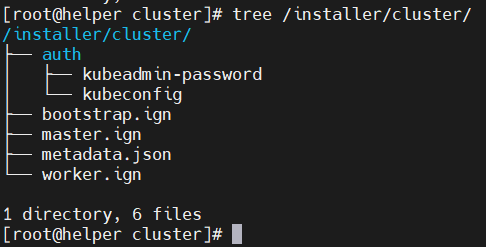 [root@helper cluster]# tree /installer/cluster/
/installer/cluster/
├── auth
│   ├── kubeadmin-password
│   └── kubeconfig
├── bootstrap.ign
├── master.ign
├── metadata.json
└── worker.ign

1 directory, 6 files
[root@helper cluster]#